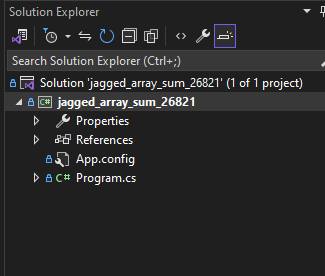 Solution Explorer
Search Solution Explorer (Ctrl+;)
Solution 'jagged_array_sum_26821' (1 of 1 project)
C# jagged_array_sum_26821
Properties
References
App.config
C# Program.cs